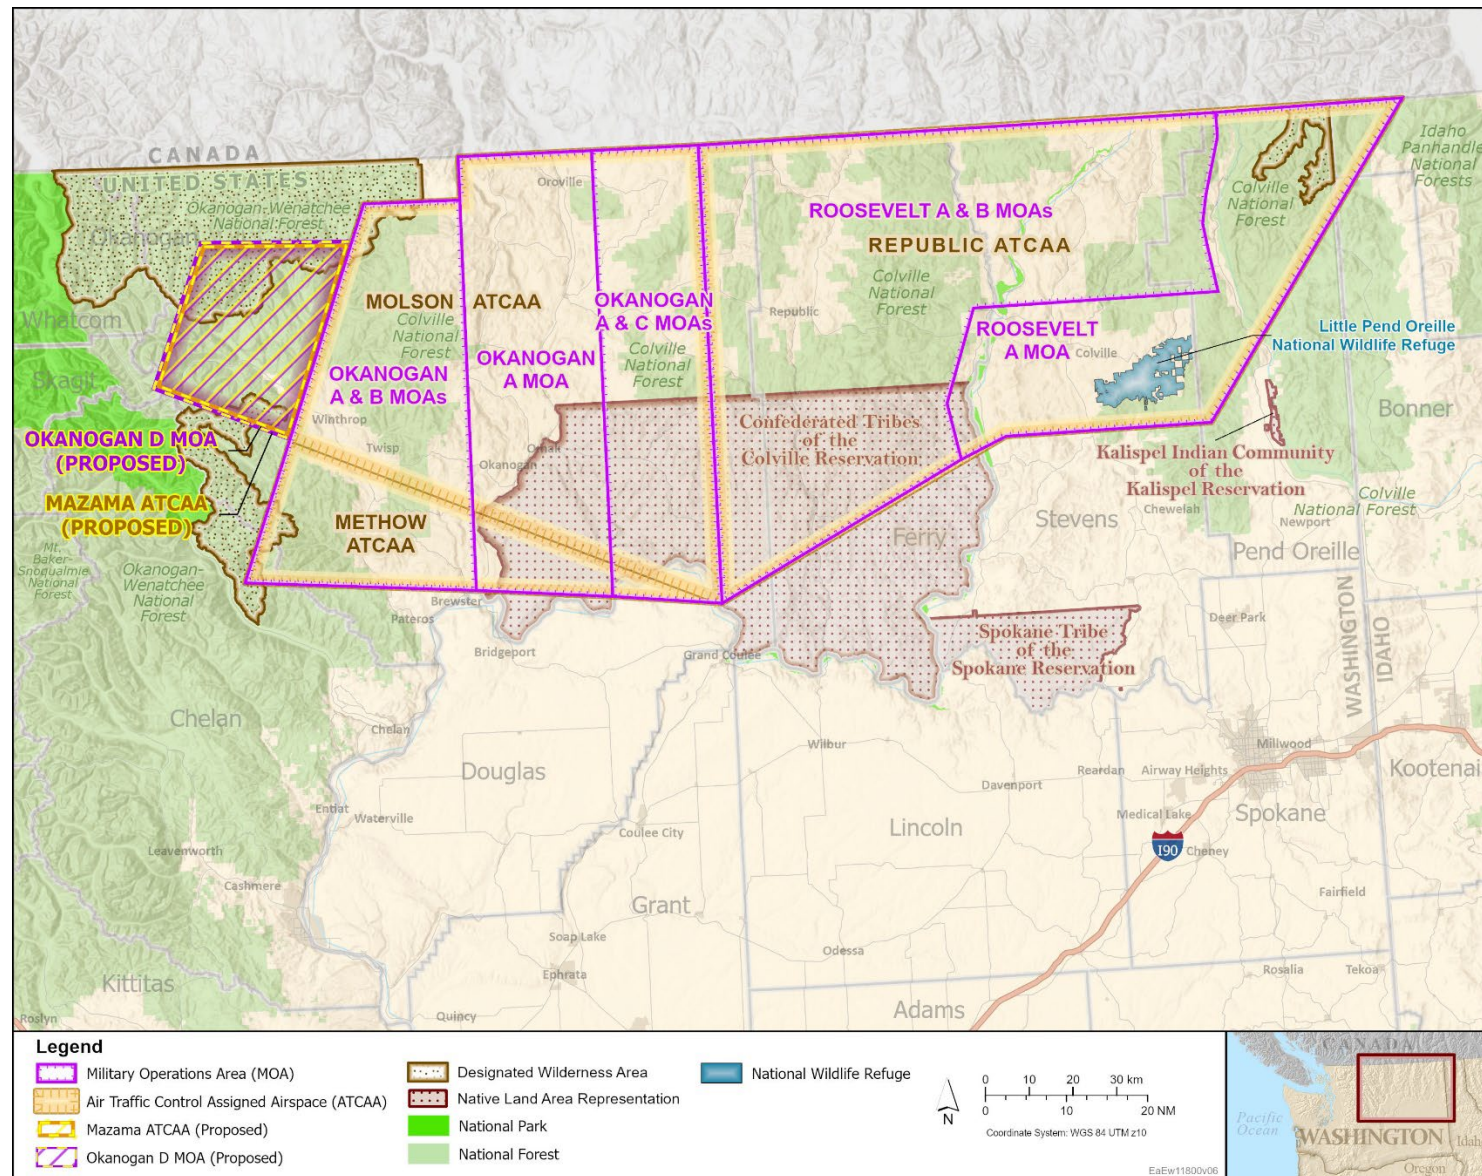 CANADA
UNITED STATES
Okanogan-Wenatchee
National Forest
Okanogan
Whatcom
Skagit
Oroville
ROOSEVELT A & B MOAs
REPUBLIC ATCAA
Colville
National
Forest
Idaho
Panhandle
National
Forests
Colville
National
Forest
MOLSON ATCAA
Colville
National
Forest
OKANOGAN
A & C MOAs
Colville
National
Forest
Republic
OKANOGAN
A MOA
OKANOGAN
A & B MOAs
ROOSEVELT
A MOA
Colville
Little Pend Oreille
National Wildlife Refuge
Bonner
Winthrop
Twisp
Omak
Okanogan
OKANOGAN D MOA
(PROPOSED)
MAZAMA ATCAA
(PROPOSED)
METHOW
ATCAA
Confederated Tribes
of the
Colville Reservation
Kalispel Indian Community
of the
Kalispel Reservation
Colville
National Forest
Chewelah
Newport
Stevens
Ferry
Pend Oreille
Mt.
Baker-
Snoqualmie
National
Forest
Okanogan-
Wenatchee
National
Forest
Brewster
Pateros
Bridgeport
Grand Coulee
Spokane Tribe
of the
Spokane Reservation
Deer Park
WASHINGTON
IDAHO
Chelan
Chelan
Douglas
Wilbur
Davenport
Reardan
Airway Heights
Millwood
Kootenai
Medical Lake
Spokane
Entiat
Waterville
Coulee City
Lincoln
I90
Cheney
Leavenworth
Cashmere
Fairfield
Grant
Soap Lake
Odessa
Ephrata
Rosalia
Tekoa
Kittitas
Roslyn
Quincy
Adams
Legend
Military Operations Area (MOA)
Air Traffic Control Assigned Airspace (ATCAA)
Mazama ATCAA (Proposed)
Okanogan D MOA (Proposed)
Designated Wilderness Area
Native Land Area Representation
National Park
National Forest
National Wildlife Refuge
N
0 10 20 30 km
0 10 20 NM
Coordinate System: WGS 84 UTM z10
EaEw11800v06
CANADA
Pacific
Ocean
WASHINGTON
Idaho
Oregon